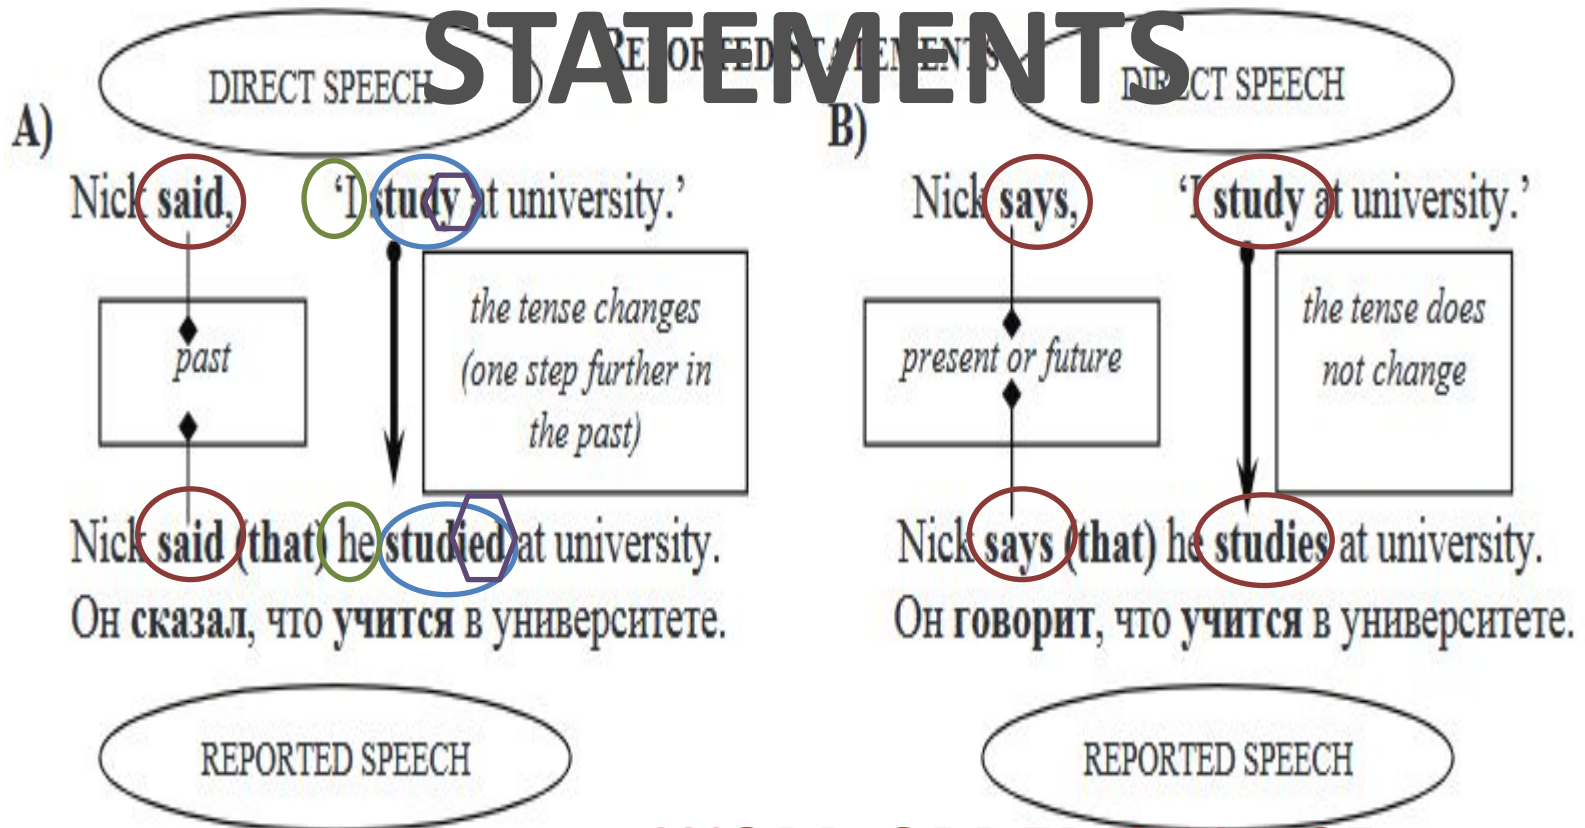 STATEMENTS
REPORTED STATEMENTS
DIRECT SPEECH
A)
Nick said, ‘I study at university.’
past
the tense changes
(one step further in
the past)
Nick said (that) he studied at university.
Он сказал, что учится в университете.
REPORTED SPEECH
DIRECT SPEECH
B)
Nick says, ‘I study at university.’
present or future
the tense does
not change
Nick says (that) he studies at university.
Он говорит, что учится в университете.
REPORTED SPEECH